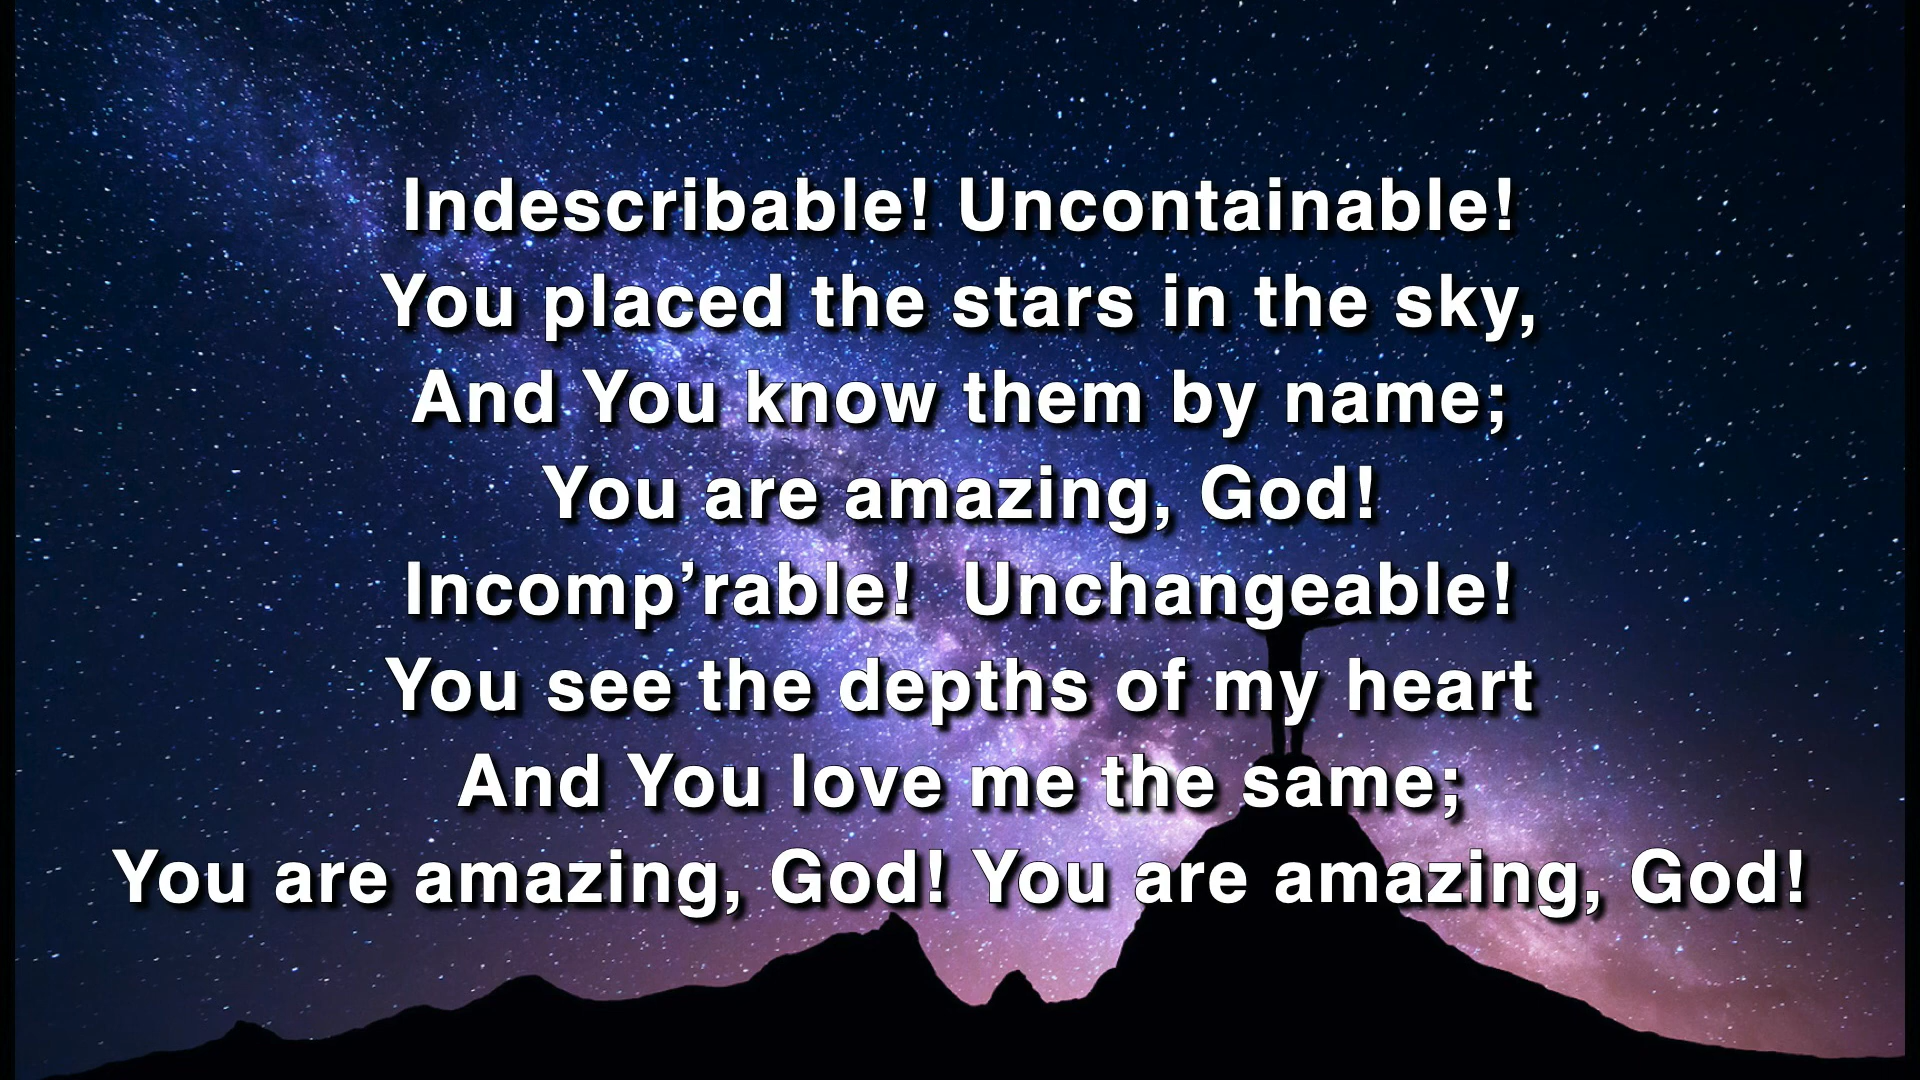 Indescribable! Uncontainable!
You placed the stars in the sky,
And You know them by name;
You are amazing, God!
Incomp’rable!  Unchangeable!
You see the depths of my heart
And You love me the same;
You are amazing, God! You are amazing, God!